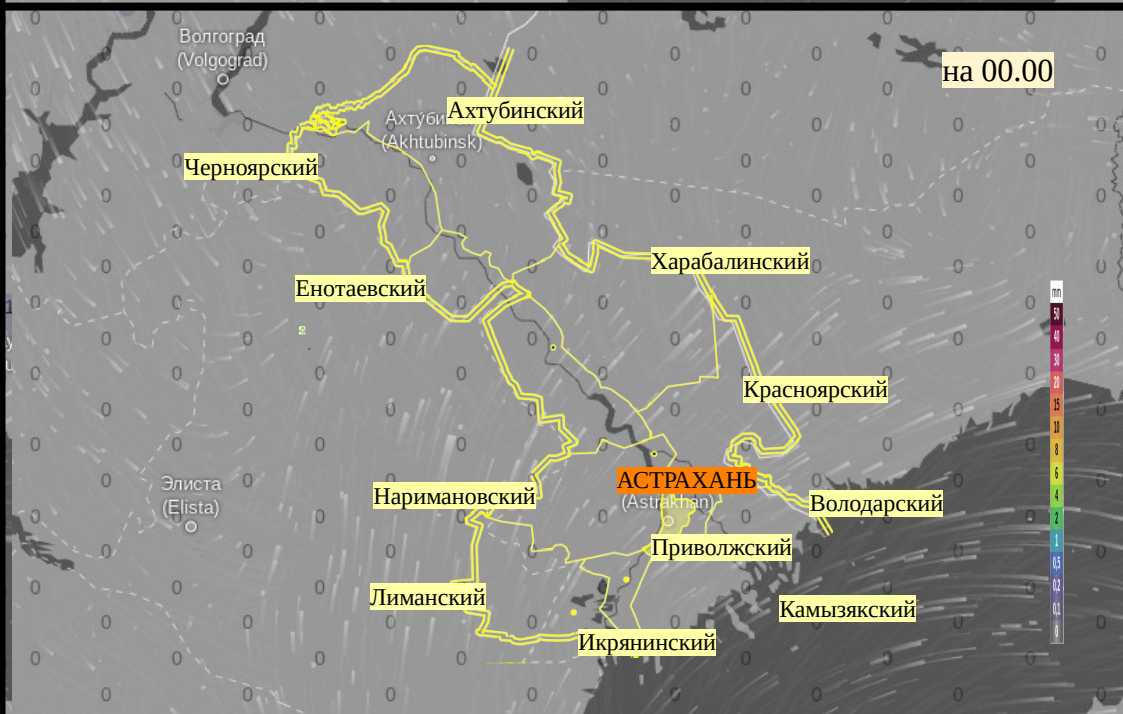 Волгоград
(Volgograd)
на 00.00
Ахтубинский
(Akhtubinsk)
Черноярский
Харабалинский
Енотаевский
mm
50
40
30
20
15
10
8
6
4
2
1
0,5
0,2
0,1
0
Красноярский
АСТРАХАНЬ
(Astrakhan)
Элиста
(Elista)
Наримановский
Володарский
Приволжский
Лиманский
Камызякский
Икрянинский